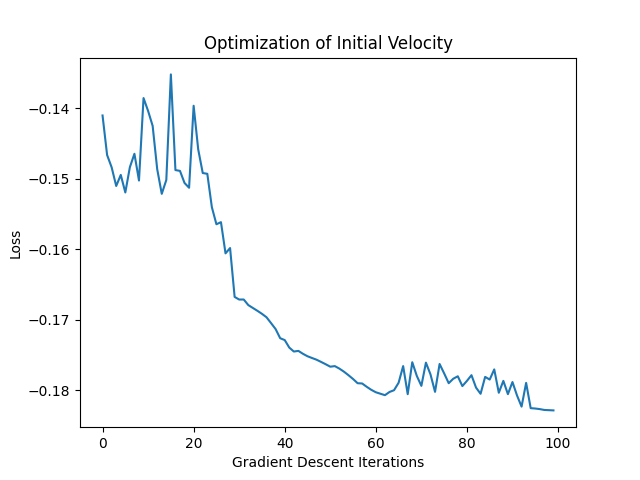 Optimization of Initial Velocity
−0.14
−0.15
−0.16
−0.17
−0.18
Loss
0 20 40 60 80 100
Gradient Descent Iterations